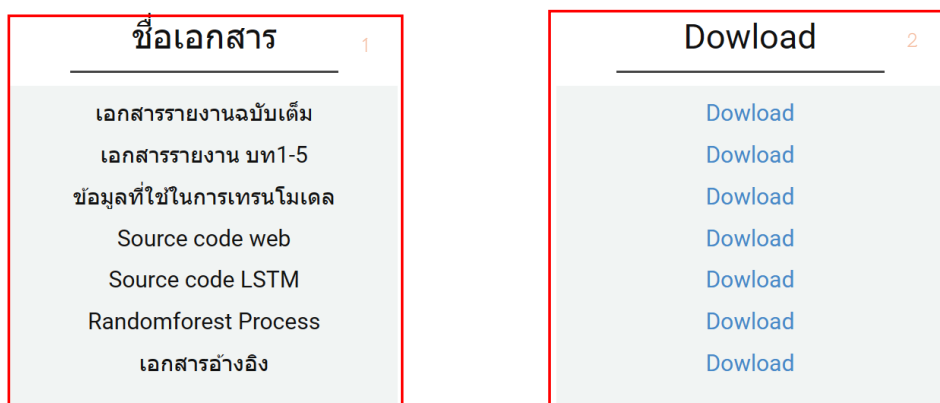 ชื่อเอกสาร 1 Dowload 2
เอกสารรายงานฉบับเต็ม Dowload
เอกสารรายงาน บท1-5 Dowload
ข้อมูลที่ใช้ในการเทรนโมเดล Dowload
Source code web Dowload
Source code LSTM Dowload
Randomforest Process Dowload
เอกสารอ้างอิง Dowload